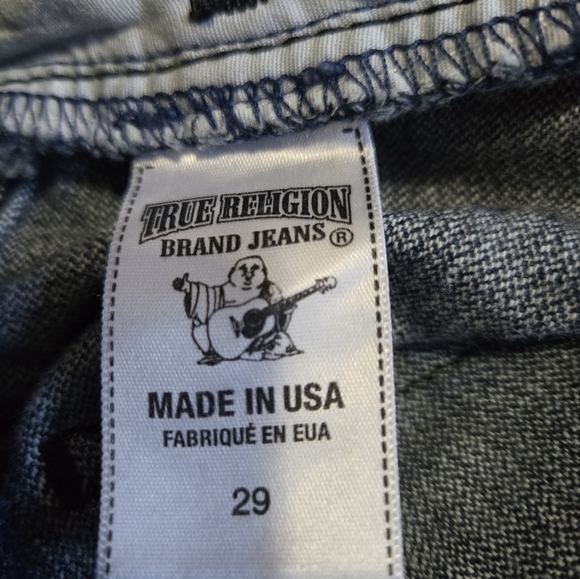 TRUE RELIGION
BRAND JEANS®
MADE IN USA
FABRIQUÉ EN EUA
29